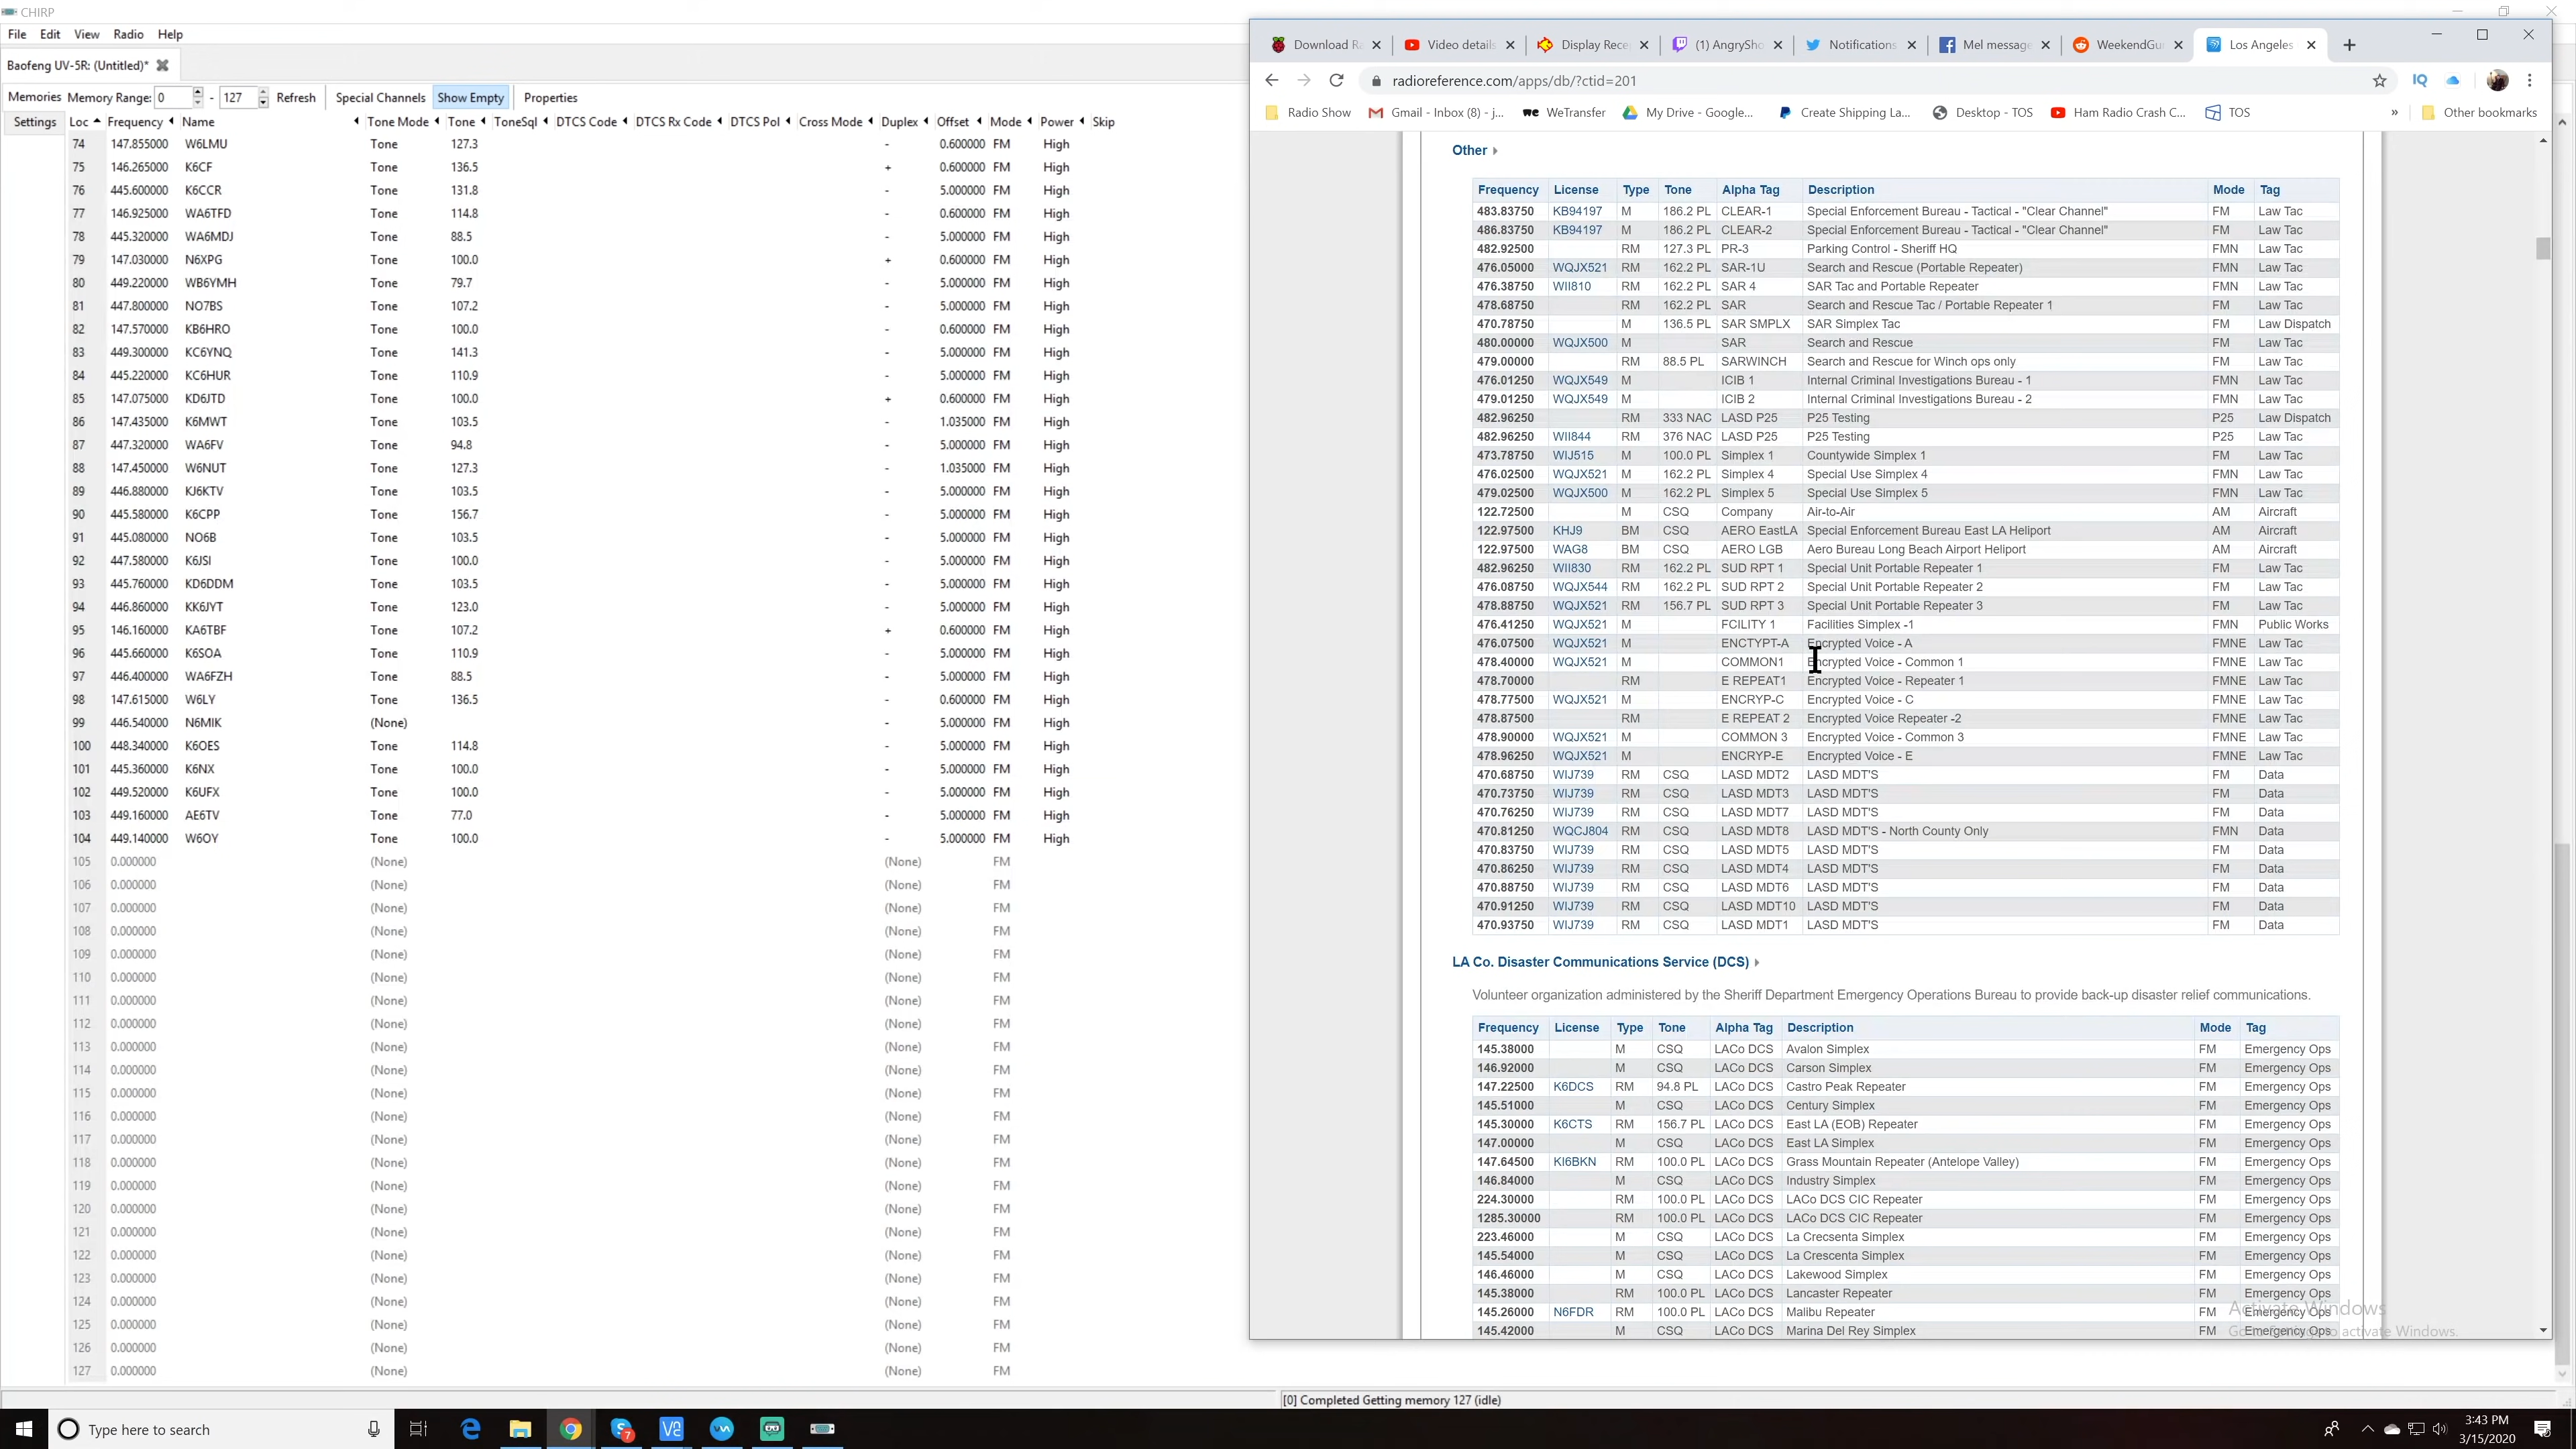 CHIRP
File Edit View Radio Help
Baofeng UV-5R: (Untitled)*
Memories Memory Range: 0 - 127 Refresh Special Channels Show Empty Properties
Settings Loc Frequency Name Tone Mode Tone ToneSql DTCS Code DTCS Rx Code DTCS Pol Cross Mode Duplex Offset Mode Power Skip
74 147.855000 W6LMU Tone 127.3 - 0.600000 FM High
75 146.265000 K6CF Tone 136.5 + 0.600000 FM High
76 445.600000 K6CCR Tone 131.8 - 5.000000 FM High
77 146.925000 WA6TFD Tone 114.8 - 0.600000 FM High
78 445.320000 WA6MDJ Tone 88.5 - 5.000000 FM High
79 147.030000 N6XPG Tone 100.0 + 0.600000 FM High
80 449.220000 WB6YMH Tone 79.7 - 5.000000 FM High
81 447.800000 NO7BS Tone 107.2 - 5.000000 FM High
82 147.570000 KB6HRO Tone 100.0 - 0.600000 FM High
83 449.300000 KC6YNQ Tone 141.3 - 5.000000 FM High
84 445.220000 KC6HUR Tone 110.9 - 5.000000 FM High
85 147.075000 KD6JTD Tone 100.0 + 0.600000 FM High
86 147.435000 K6MWT Tone 103.5 - 1.035000 FM High
87 447.320000 WA6FV Tone 94.8 - 5.000000 FM High
88 147.450000 W6NUT Tone 127.3 - 1.035000 FM High
89 446.880000 KJ6KTV Tone 103.5 - 5.000000 FM High
90 445.580000 K6CPP Tone 156.7 - 5.000000 FM High
91 445.080000 NO6B Tone 103.5 - 5.000000 FM High
92 447.580000 K6JSI Tone 100.0 - 5.000000 FM High
93 445.760000 KD6DDM Tone 103.5 - 5.000000 FM High
94 446.860000 KK6JYT Tone 123.0 - 5.000000 FM High
95 146.160000 KA6TBF Tone 107.2 + 0.600000 FM High
96 445.660000 K6SOA Tone 110.9 - 5.000000 FM High
97 446.400000 WA6FZH Tone 88.5 - 5.000000 FM High
98 147.615000 W6LY Tone 136.5 - 0.600000 FM High
99 446.540000 N6MIK (None) - 5.000000 FM High
100 448.340000 K6OES Tone 114.8 - 5.000000 FM High
101 445.360000 K6NX Tone 100.0 - 5.000000 FM High
102 449.520000 K6UFX Tone 100.0 - 5.000000 FM High
103 449.160000 AE6TV Tone 77.0 - 5.000000 FM High
104 449.140000 W6OY Tone 100.0 - 5.000000 FM High
105 0.000000 (None) (None) FM
106 0.000000 (None) (None) FM
107 0.000000 (None) (None) FM
108 0.000000 (None) (None) FM
109 0.000000 (None) (None) FM
110 0.000000 (None) (None) FM
111 0.000000 (None) (None) FM
112 0.000000 (None) (None) FM
113 0.000000 (None) (None) FM
114 0.000000 (None) (None) FM
115 0.000000 (None) (None) FM
116 0.000000 (None) (None) FM
117 0.000000 (None) (None) FM
118 0.000000 (None) (None) FM
119 0.000000 (None) (None) FM
120 0.000000 (None) (None) FM
121 0.000000 (None) (None) FM
122 0.000000 (None) (None) FM
123 0.000000 (None) (None) FM
124 0.000000 (None) (None) FM
125 0.000000 (None) (None) FM
126 0.000000 (None) (None) FM
127 0.000000 (None) (None) FM
Download Ra Video details Display Rece (1) AngrySho Notifications Mel message WeekendGu Los Angeles
radioreference.com/apps/db/?ctid=201
Radio Show Gmail - Inbox (8) - j... WeTransfer My Drive - Google... Create Shipping La... Desktop - TOS Ham Radio Crash C... TOS » Other bookmarks
Other
Frequency License Type Tone Alpha Tag Description Mode Tag
483.83750 KB94197 M 186.2 PL CLEAR-1 Special Enforcement Bureau - Tactical - "Clear Channel" FM Law Tac
486.83750 KB94197 M 186.2 PL CLEAR-2 Special Enforcement Bureau - Tactical - "Clear Channel" FM Law Tac
482.92500 RM 127.3 PL PR-3 Parking Control - Sheriff HQ FMN Law Tac
476.05000 WQJX521 RM 162.2 PL SAR-1U Search and Rescue (Portable Repeater) FMN Law Tac
476.38750 WII810 RM 162.2 PL SAR 4 SAR Tac and Portable Repeater FMN Law Tac
478.68750 RM 162.2 PL SAR Search and Rescue Tac / Portable Repeater 1 FM Law Tac
470.78750 M 136.5 PL SAR SMPLX SAR Simplex Tac FM Law Dispatch
480.00000 WQJX500 M SAR Search and Rescue FM Law Tac
479.00000 RM 88.5 PL SARWINCH Search and Rescue for Winch ops only FM Law Tac
476.01250 WQJX549 M ICIB 1 Internal Criminal Investigations Bureau - 1 FMN Law Tac
479.01250 WQJX549 M ICIB 2 Internal Criminal Investigations Bureau - 2 FMN Law Tac
482.96250 RM 333 NAC LASD P25 P25 Testing P25 Law Dispatch
482.96250 WII844 RM 376 NAC LASD P25 P25 Testing P25 Law Tac
473.78750 WIJ515 M 100.0 PL Simplex 1 Countywide Simplex 1 FM Law Tac
476.02500 WQJX521 M 162.2 PL Simplex 4 Special Use Simplex 4 FMN Law Tac
479.02500 WQJX500 M 162.2 PL Simplex 5 Special Use Simplex 5 FMN Law Tac
122.72500 M CSQ Company Air-to-Air AM Aircraft
122.97500 KHJ9 BM CSQ AERO EastLA Special Enforcement Bureau East LA Heliport AM Aircraft
122.97500 WAG8 BM CSQ AERO LGB Aero Bureau Long Beach Airport Heliport AM Aircraft
482.96250 WII830 RM 162.2 PL SUD RPT 1 Special Unit Portable Repeater 1 FM Law Tac
476.08750 WQJX544 RM 162.2 PL SUD RPT 2 Special Unit Portable Repeater 2 FM Law Tac
478.88750 WQJX521 RM 156.7 PL SUD RPT 3 Special Unit Portable Repeater 3 FM Law Tac
476.41250 WQJX521 M FCILITY 1 Facilities Simplex -1 FMN Public Works
476.07500 WQJX521 M ENCTYPT-A Encrypted Voice - A FMNE Law Tac
478.40000 WQJX521 M COMMON1 Encrypted Voice - Common 1 FMNE Law Tac
478.70000 RM E REPEAT1 Encrypted Voice - Repeater 1 FMNE Law Tac
478.77500 WQJX521 M ENCRYP-C Encrypted Voice - C FMNE Law Tac
478.87500 RM E REPEAT 2 Encrypted Voice Repeater -2 FMNE Law Tac
478.90000 WQJX521 M COMMON 3 Encrypted Voice - Common 3 FMNE Law Tac
478.96250 WQJX521 M ENCRYP-E Encrypted Voice - E FMNE Law Tac
470.68750 WIJ739 RM CSQ LASD MDT2 LASD MDT'S FM Data
470.73750 WIJ739 RM CSQ LASD MDT3 LASD MDT'S FM Data
470.76250 WIJ739 RM CSQ LASD MDT7 LASD MDT'S FM Data
470.81250 WQCJ804 RM CSQ LASD MDT8 LASD MDT'S - North County Only FMN Data
470.83750 WIJ739 RM CSQ LASD MDT5 LASD MDT'S FM Data
470.86250 WIJ739 RM CSQ LASD MDT4 LASD MDT'S FM Data
470.88750 WIJ739 RM CSQ LASD MDT6 LASD MDT'S FM Data
470.91250 WIJ739 RM CSQ LASD MDT10 LASD MDT'S FM Data
470.93750 WIJ739 RM CSQ LASD MDT1 LASD MDT'S FM Data
LA Co. Disaster Communications Service (DCS)
Volunteer organization administered by the Sheriff Department Emergency Operations Bureau to provide back-up disaster relief communications.
Frequency License Type Tone Alpha Tag Description Mode Tag
145.38000 M CSQ LACo DCS Avalon Simplex FM Emergency Ops
146.92000 M CSQ LACo DCS Carson Simplex FM Emergency Ops
147.22500 K6DCS RM 94.8 PL LACo DCS Castro Peak Repeater FM Emergency Ops
145.51000 M CSQ LACo DCS Century Simplex FM Emergency Ops
145.30000 K6CTS RM 156.7 PL LACo DCS East LA (EOB) Repeater FM Emergency Ops
147.00000 M CSQ LACo DCS East LA Simplex FM Emergency Ops
147.64500 KI6BKN RM 100.0 PL LACo DCS Grass Mountain Repeater (Antelope Valley) FM Emergency Ops
146.84000 M CSQ LACo DCS Industry Simplex FM Emergency Ops
224.30000 RM 100.0 PL LACo DCS LACo DCS CIC Repeater FM Emergency Ops
1285.30000 RM 100.0 PL LACo DCS LACo DCS CIC Repeater FM Emergency Ops
223.46000 M CSQ LACo DCS La Crecsenta Simplex FM Emergency Ops
145.54000 M CSQ LACo DCS La Crescenta Simplex FM Emergency Ops
146.46000 M CSQ LACo DCS Lakewood Simplex FM Emergency Ops
145.38000 RM CSQ LACo DCS Lancaster Repeater FM Emergency Ops
145.26000 N6FDR RM 100.0 PL LACo DCS Malibu Repeater FM Emergency Ops
145.42000 M CSQ LACo DCS Marina Del Rey Simplex FM Emergency Ops
Activate Windows
Go to Settings to activate Windows.
[0] Completed Getting memory 127 (idle)
Type here to search
7
3:43 PM
3/15/2020